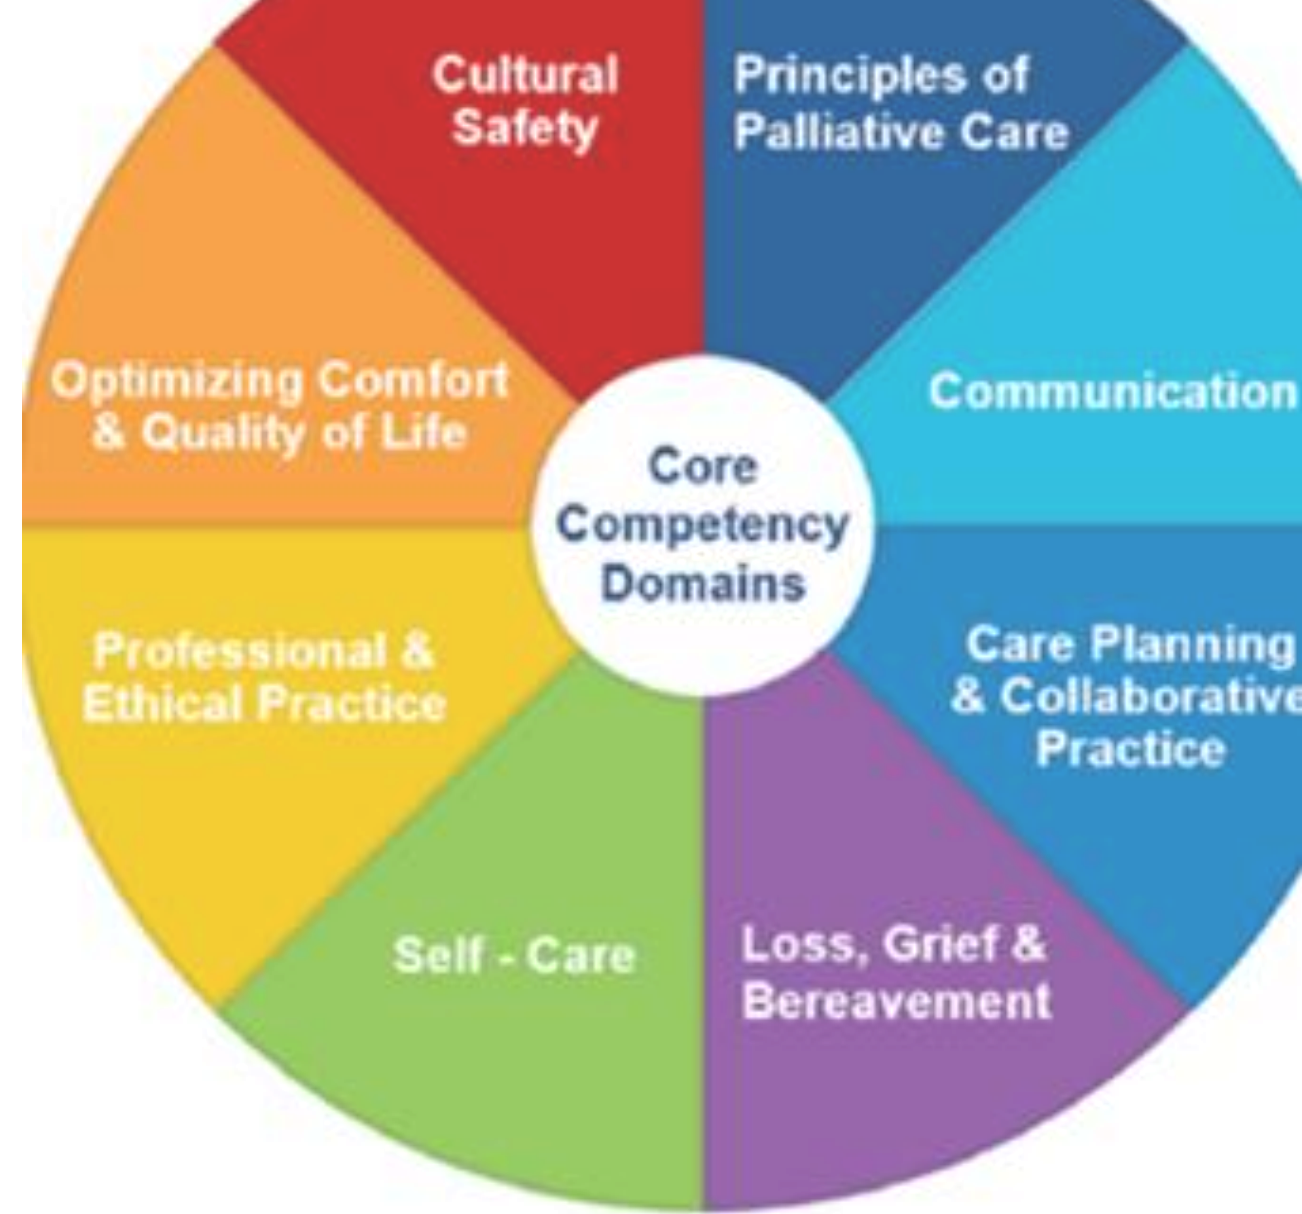 Cultural
Safety
Principles of
Palliative Care
Optimizing Comfort
& Quality of Life
Communication
Core
Competency
Domains
Professional &
Ethical Practice
Care Planning
& Collaborative
Practice
Self - Care
Loss, Grief &
Bereavement